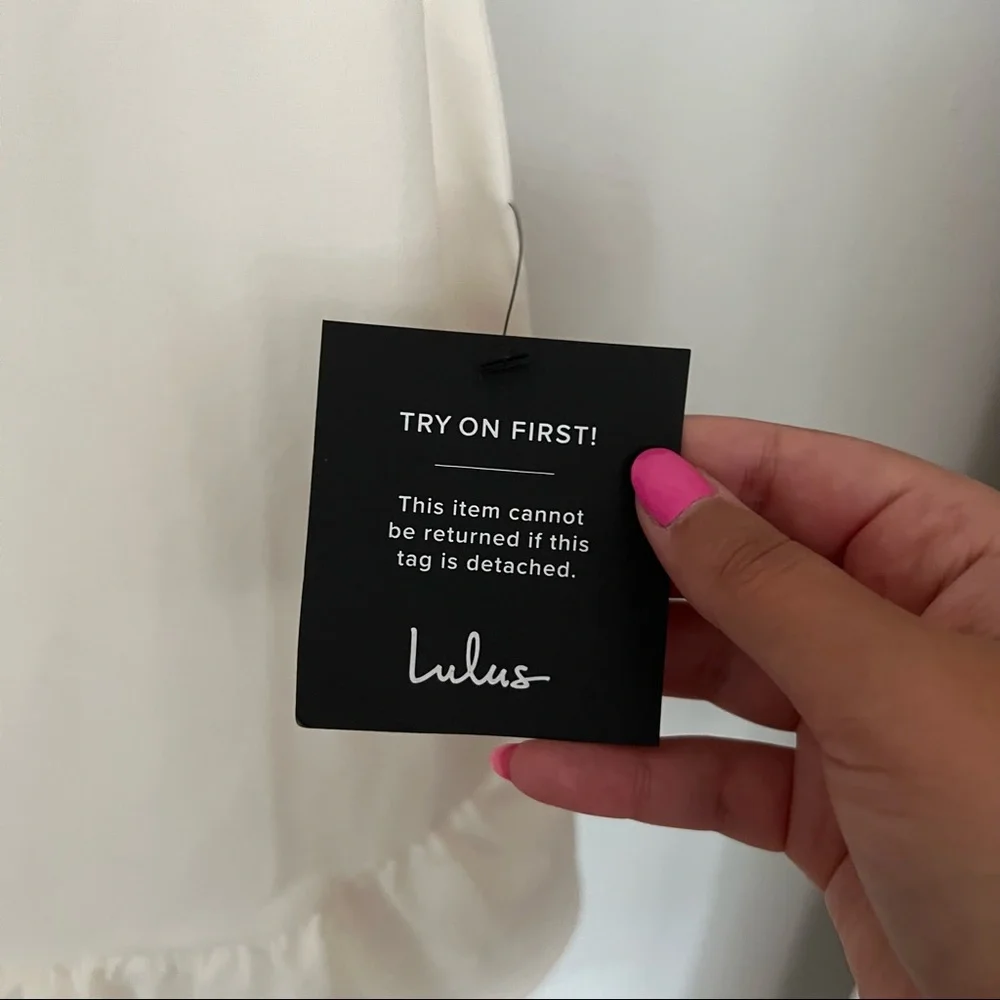 TRY ON FIRST!
This item cannot
be returned if this
tag is detached.
Lulus